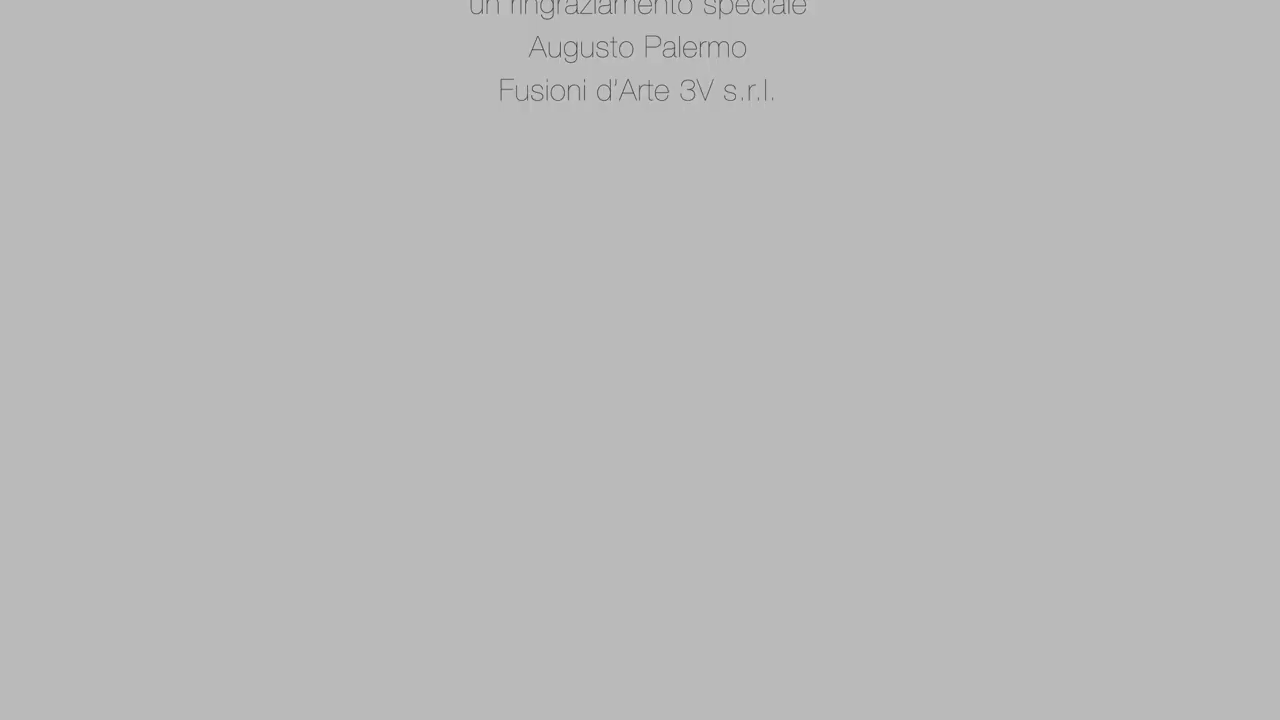 un ringraziamento speciale
Augusto Palermo
Fusioni d'Arte 3V s.r.l.